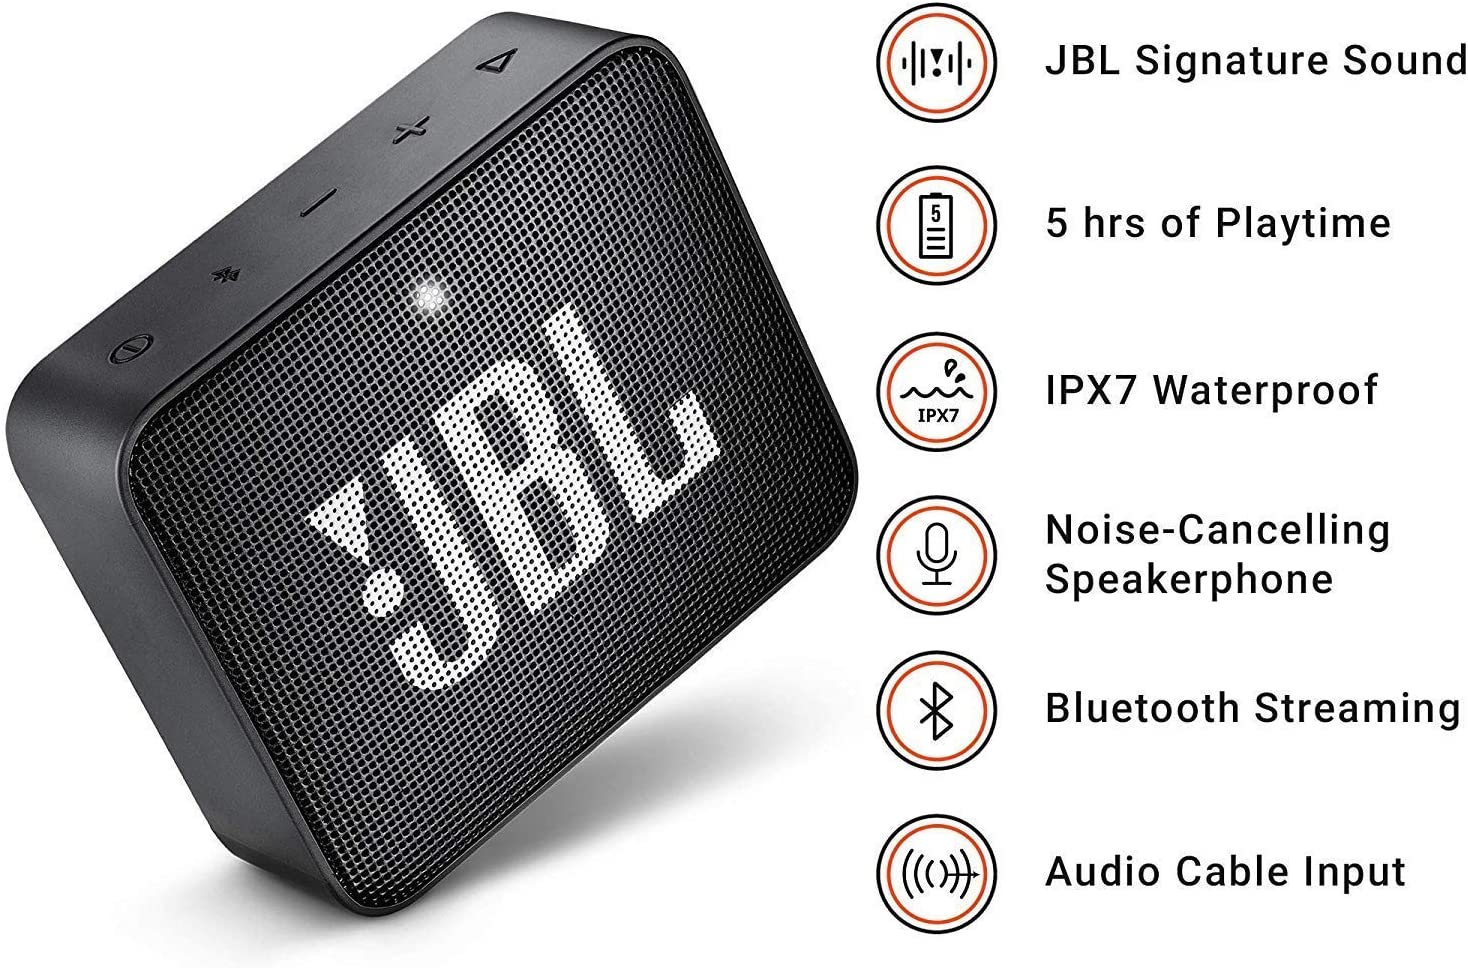 JBL
JBL Signature Sound
5
5 hrs of Playtime
IPX7
IPX7 Waterproof
Noise-Cancelling
Speakerphone
Bluetooth Streaming
Audio Cable Input